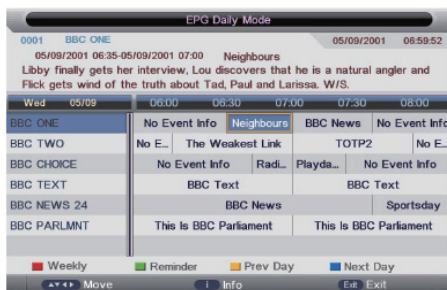 EPG Daily Mode
0001 BBC ONE 05/09/2001 06:59:52
05/09/2001 06:35-05/09/2001 07:00 Neighbours
Libby finally gets her interview, Lou discovers that he is a natural angler and
Flick gets wind of the truth about Tad, Paul and Larissa. W/S.
Wed 05/09 06:00 06:30 07:00 07:30 08:00
BBC ONE No Event Info Neighbours BBC News No Event Info
BBC TWO No E... The Weakest Link TOTP2 No E...
BBC CHOICE No Event Info Radi... Playda... No Event Info
BBC TEXT BBC Text BBC Text
BBC NEWS 24 BBC News Sportsday
BBC PARLMNT This Is BBC Parliament This Is BBC Parliament
Weekly Reminder Prev Day Next Day
Move i Info Exit Exit